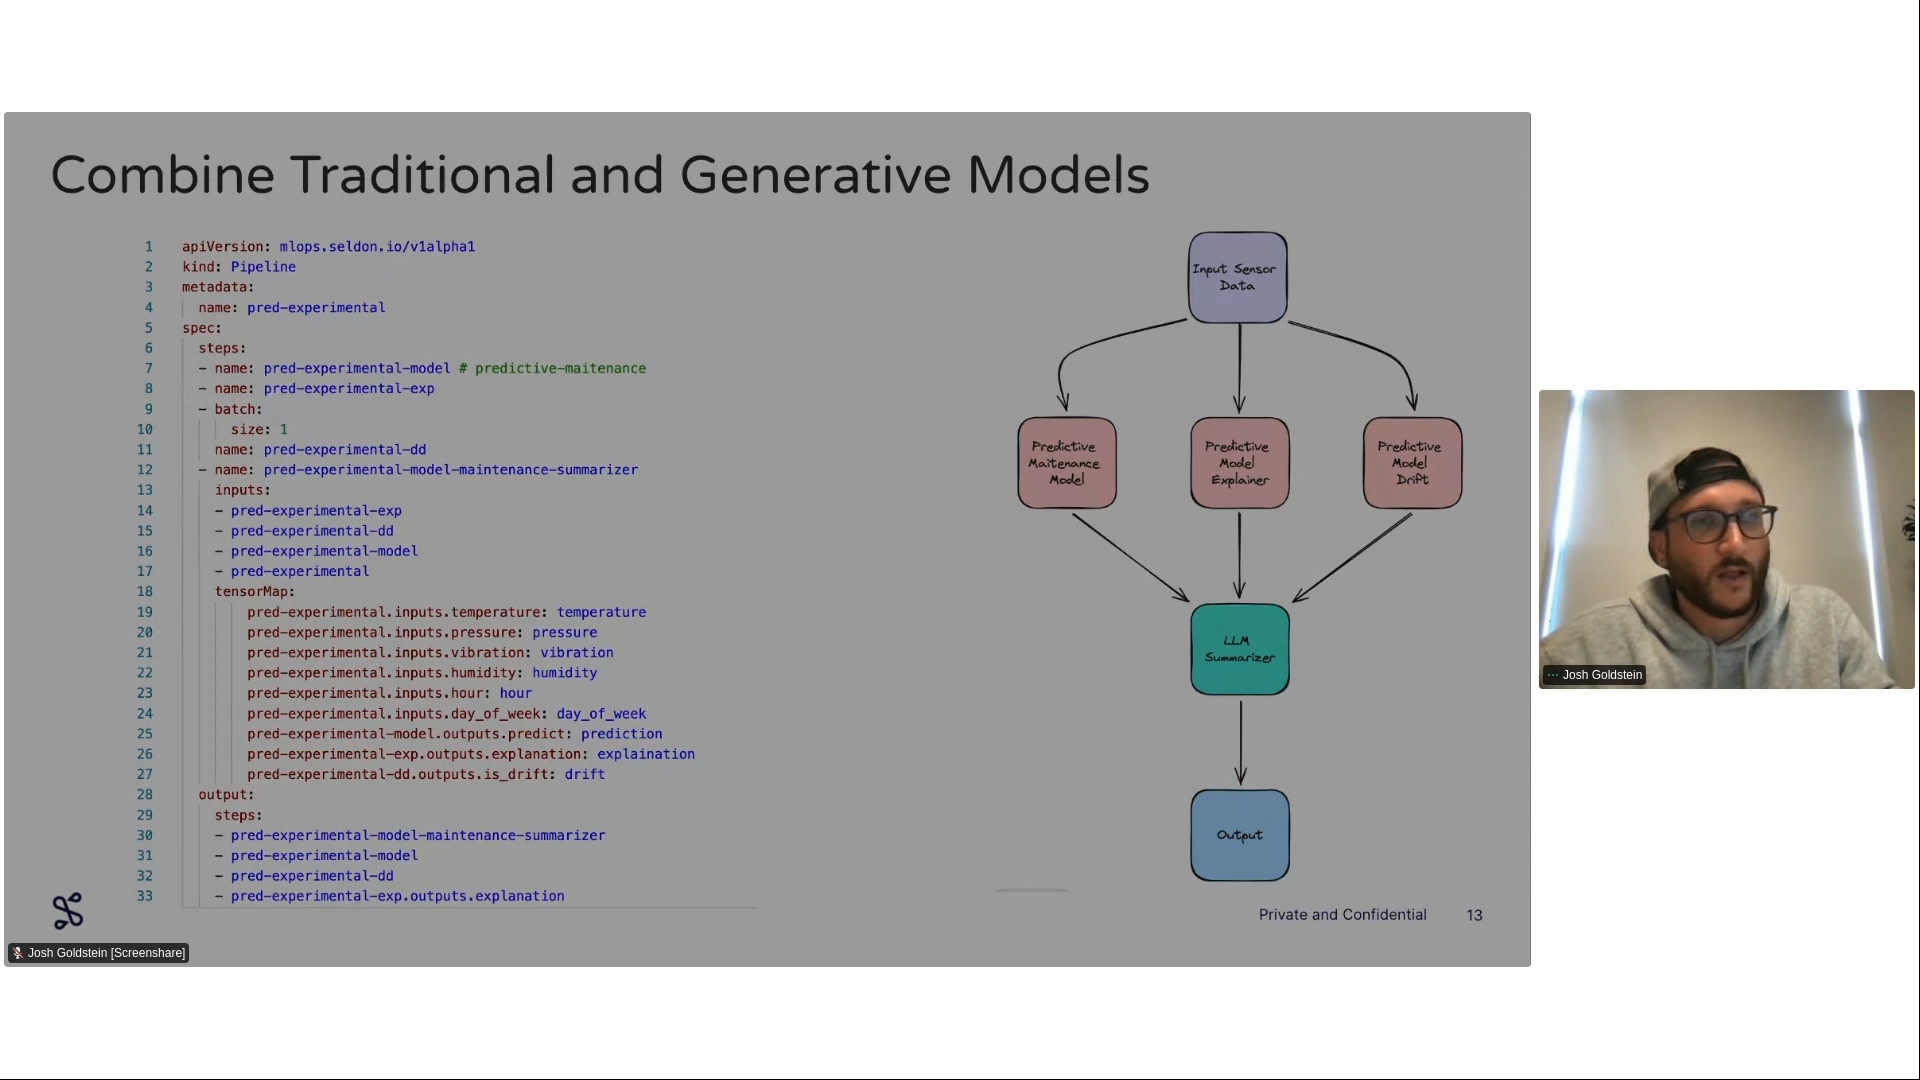 Combine Traditional and Generative Models
1 apiVersion: mlops.seldon.io/v1alpha1
2 kind: Pipeline
3 metadata:
4 name: pred-experimental
5 spec:
6 steps:
7 - name: pred-experimental-model # predictive-maitenance
8 - name: pred-experimental-exp
9 - batch:
10 size: 1
11 name: pred-experimental-dd
12 - name: pred-experimental-model-maintenance-summarizer
13 inputs:
14 - pred-experimental-exp
15 - pred-experimental-dd
16 - pred-experimental-model
17 - pred-experimental
18 tensorMap:
19 pred-experimental.inputs.temperature: temperature
20 pred-experimental.inputs.pressure: pressure
21 pred-experimental.inputs.vibration: vibration
22 pred-experimental.inputs.humidity: humidity
23 pred-experimental.inputs.hour: hour
24 pred-experimental.inputs.day_of_week: day_of_week
25 pred-experimental-model.outputs.predict: prediction
26 pred-experimental-exp.outputs.explanation: explaination
27 pred-experimental-dd.outputs.is_drift: drift
28 output:
29 steps:
30 - pred-experimental-model-maintenance-summarizer
31 - pred-experimental-model
32 - pred-experimental-dd
33 - pred-experimental-exp.outputs.explanation
Input Sensor
Data
Predictive
Maitenance
Model
Predictive
Model
Explainer
Predictive
Model
Drift
LLM
Summarizer
Output
Private and Confidential 13
Josh Goldstein [Screenshare]
Josh Goldstein